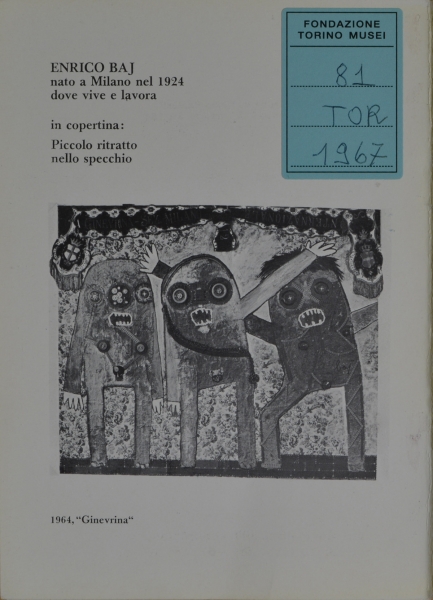 ENRICO BAJ
nato a Milano nel 1924
dove vive e lavora
in copertina:
Piccolo ritratto
nello specchio
FONDAZIONE
TORINO MUSEI
81
TOR
1967
1964, "Ginevrina"